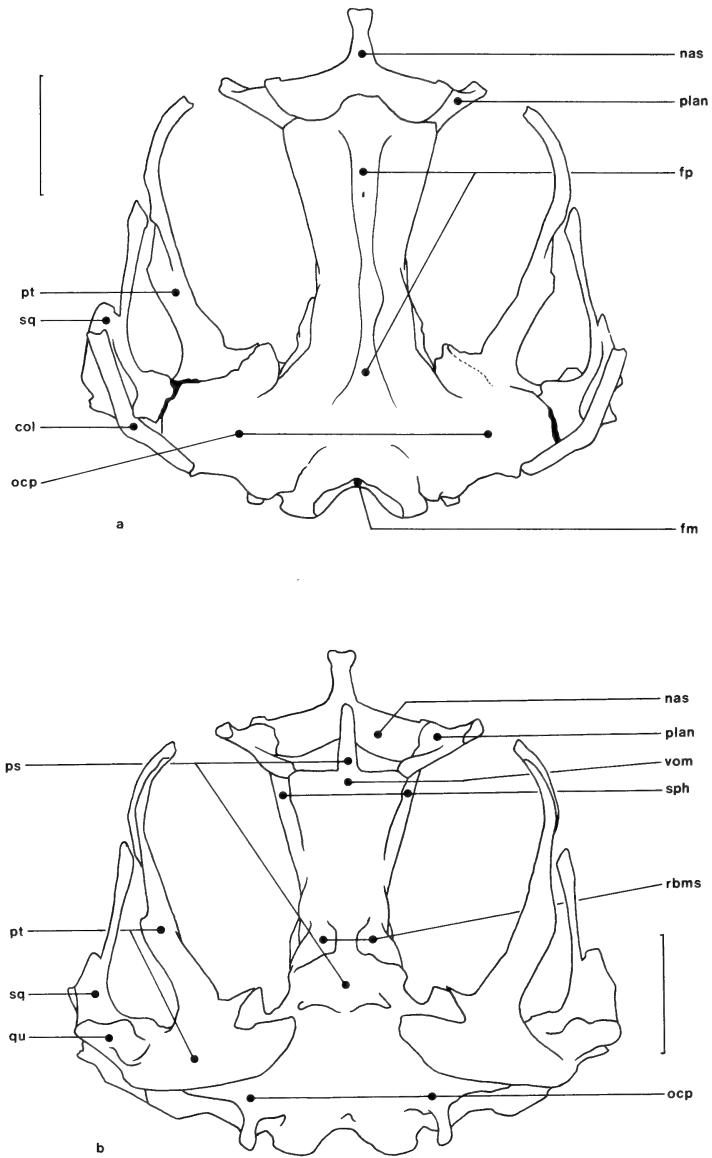 nas
plan
fp
pt
sq
col
ocp
a
fm
nas
plan
ps
vom
sph
rbms
pt
sq
qu
ocp
b